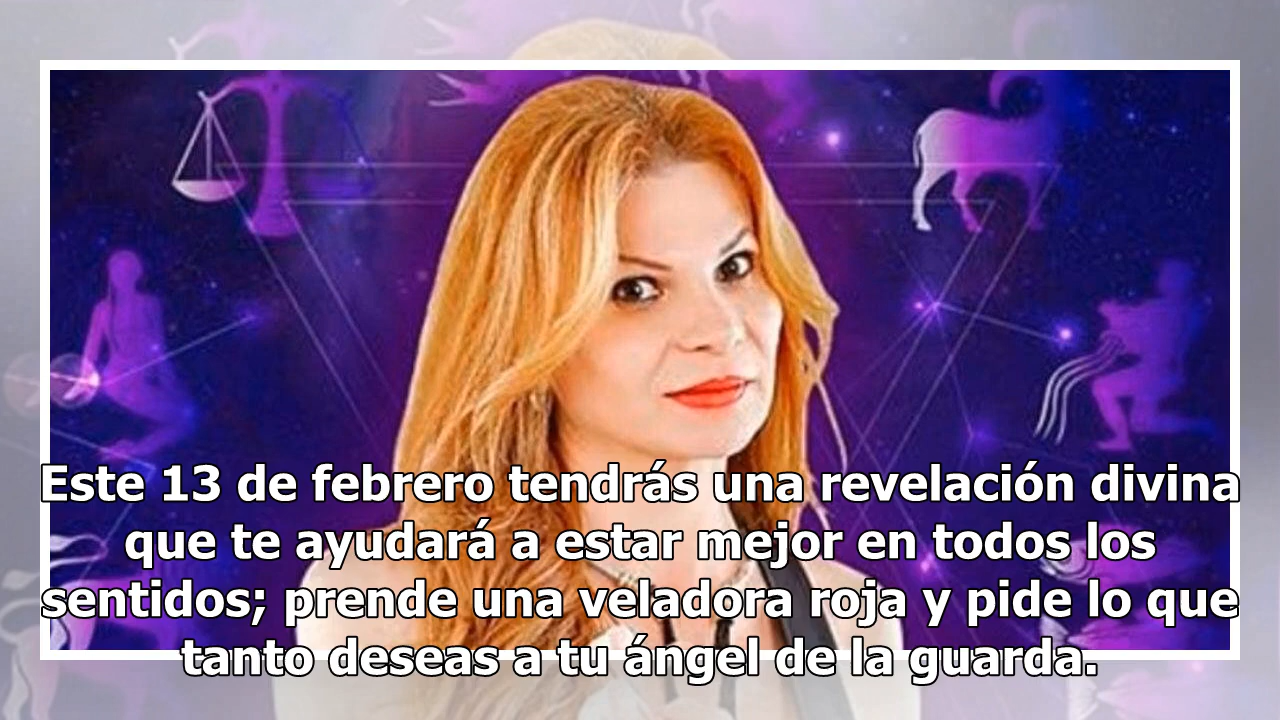 Este 13 de febrero tendrás una revelación divina
que te ayudará a estar mejor en todos los
sentidos; prende una veladora roja y pide lo que
tanto deseas a tu ángel de la guarda.